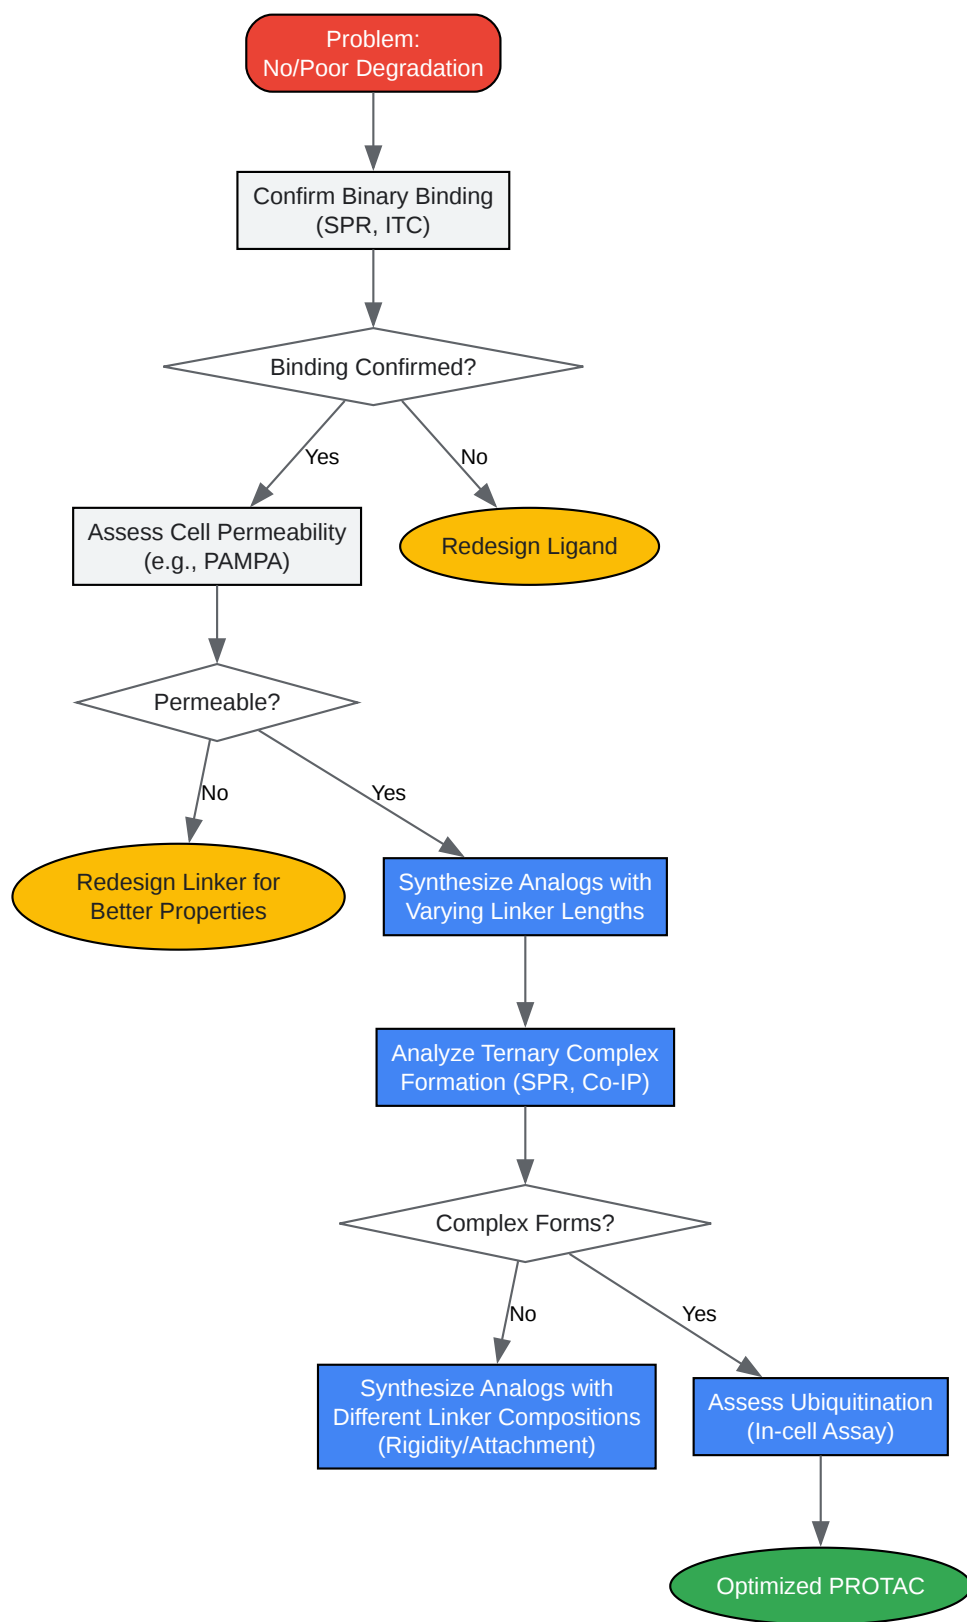 Problem:
No/Poor Degradation
Confirm Binary Binding
(SPR, ITC)
Binding Confirmed?
Yes
No
Assess Cell Permeability
(e.g., PAMPA)
Redesign Ligand
Permeable?
No
Yes
Redesign Linker for
Better Properties
Synthesize Analogs with
Varying Linker Lengths
Analyze Ternary Complex
Formation (SPR, Co-IP)
Complex Forms?
No
Yes
Synthesize Analogs with
Different Linker Compositions
(Rigidity/Attachment)
Assess Ubiquitination
(In-cell Assay)
Optimized PROTAC